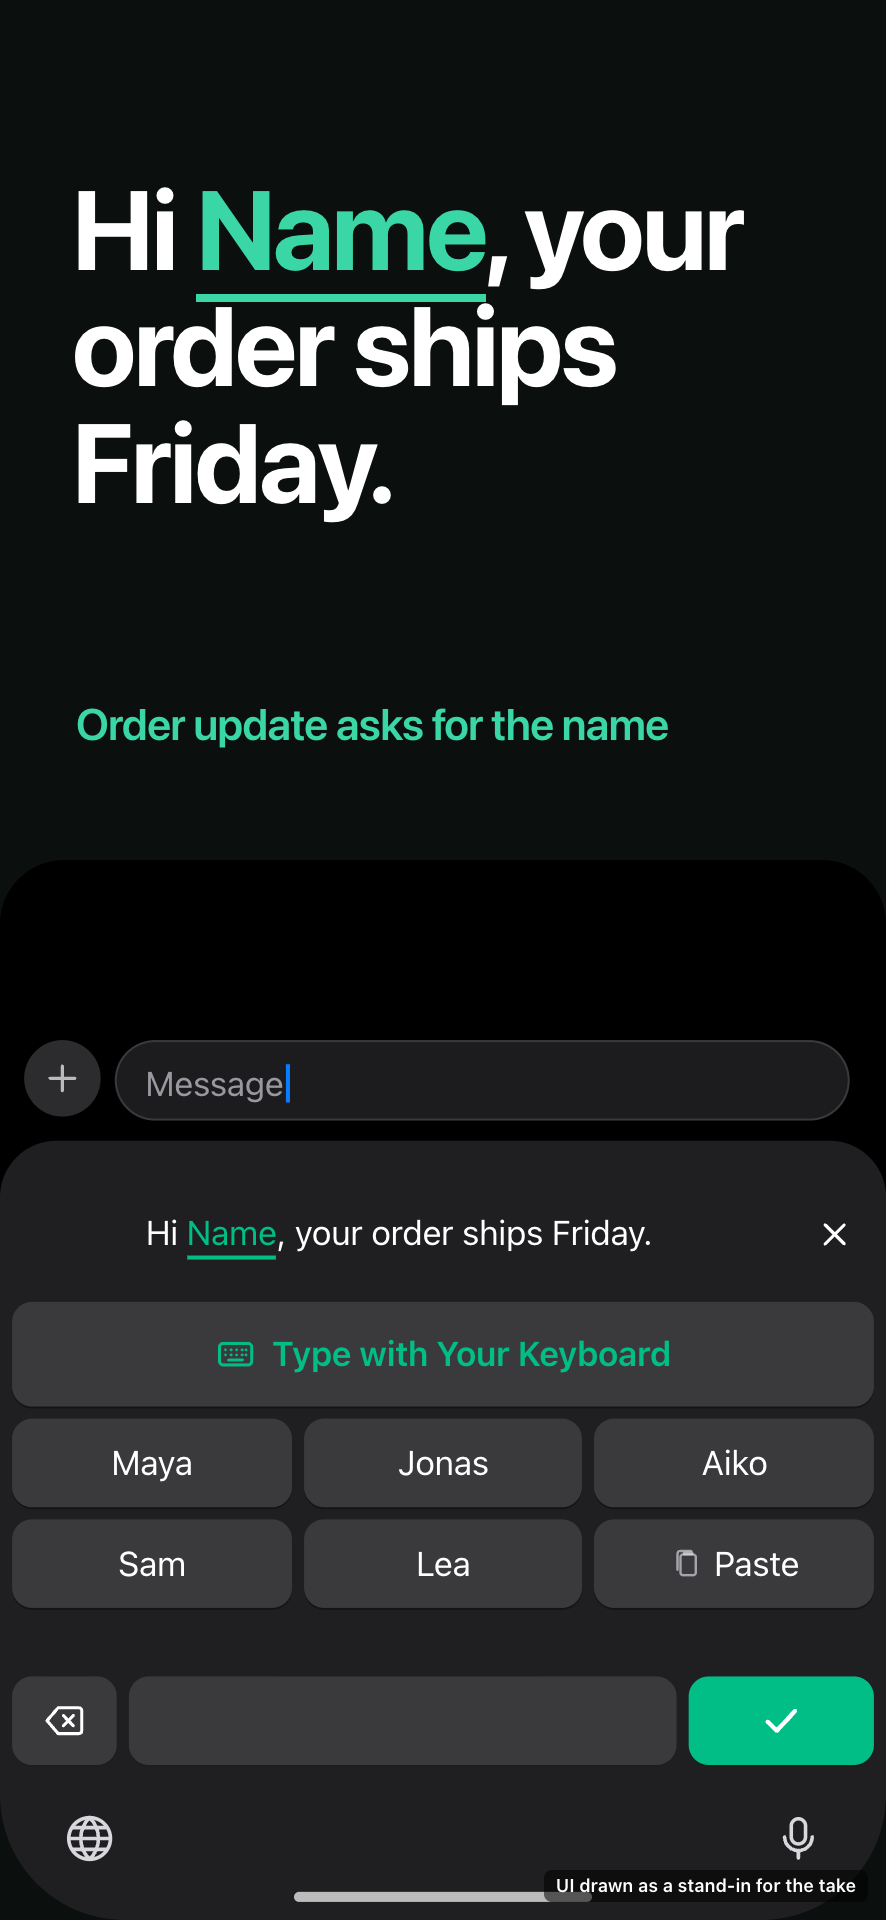 Hi Name, your
order ships
Friday.
Order update asks for the name
Message
Hi Name, your order ships Friday.
Type with Your Keyboard
Maya
Jonas
Aiko
Sam
Lea
Paste
UI drawn as a stand-in for the take